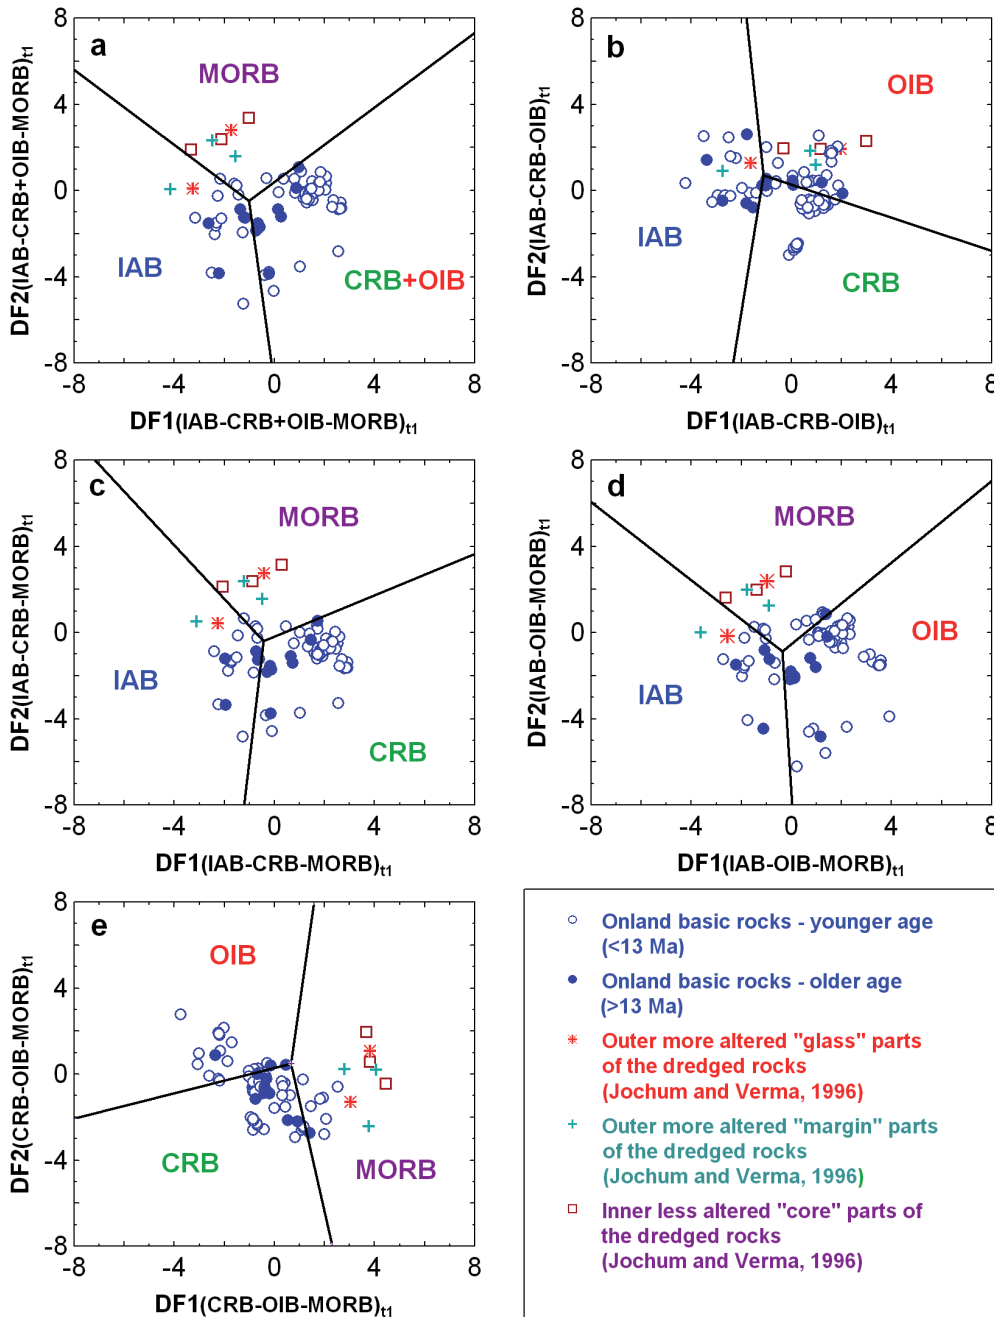 a
MORB
IAB
CRB+OIB
8
4
0
-4
-8
-8
-4
0
4
8
DF2(IAB-CRB+OIB-MORB)t1
DF1(IAB-CRB+OIB-MORB)t1
b
OIB
IAB
CRB
8
4
0
-4
-8
-8
-4
0
4
8
DF2(IAB-CRB-OIB)t1
DF1(IAB-CRB-OIB)t1
c
MORB
IAB
CRB
8
4
0
-4
-8
-8
-4
0
4
8
DF2(IAB-CRB-MORB)t1
DF1(IAB-CRB-MORB)t1
d
MORB
OIB
IAB
8
4
0
-4
-8
-8
-4
0
4
8
DF2(IAB-OIB-MORB)t1
DF1(IAB-OIB-MORB)t1
e
OIB
CRB
MORB
8
4
0
-4
-8
-8
-4
0
4
8
DF2(CRB-OIB-MORB)t1
DF1(CRB-OIB-MORB)t1
Onland basic rocks - younger age
(<13 Ma)
Onland basic rocks - older age
(>13 Ma)
Outer more altered "glass" parts
of the dredged rocks
(Jochum and Verma, 1996)
Outer more altered "margin" parts
of the dredged rocks
(Jochum and Verma, 1996)
Inner less altered "core" parts of
the dredged rocks
(Jochum and Verma, 1996)